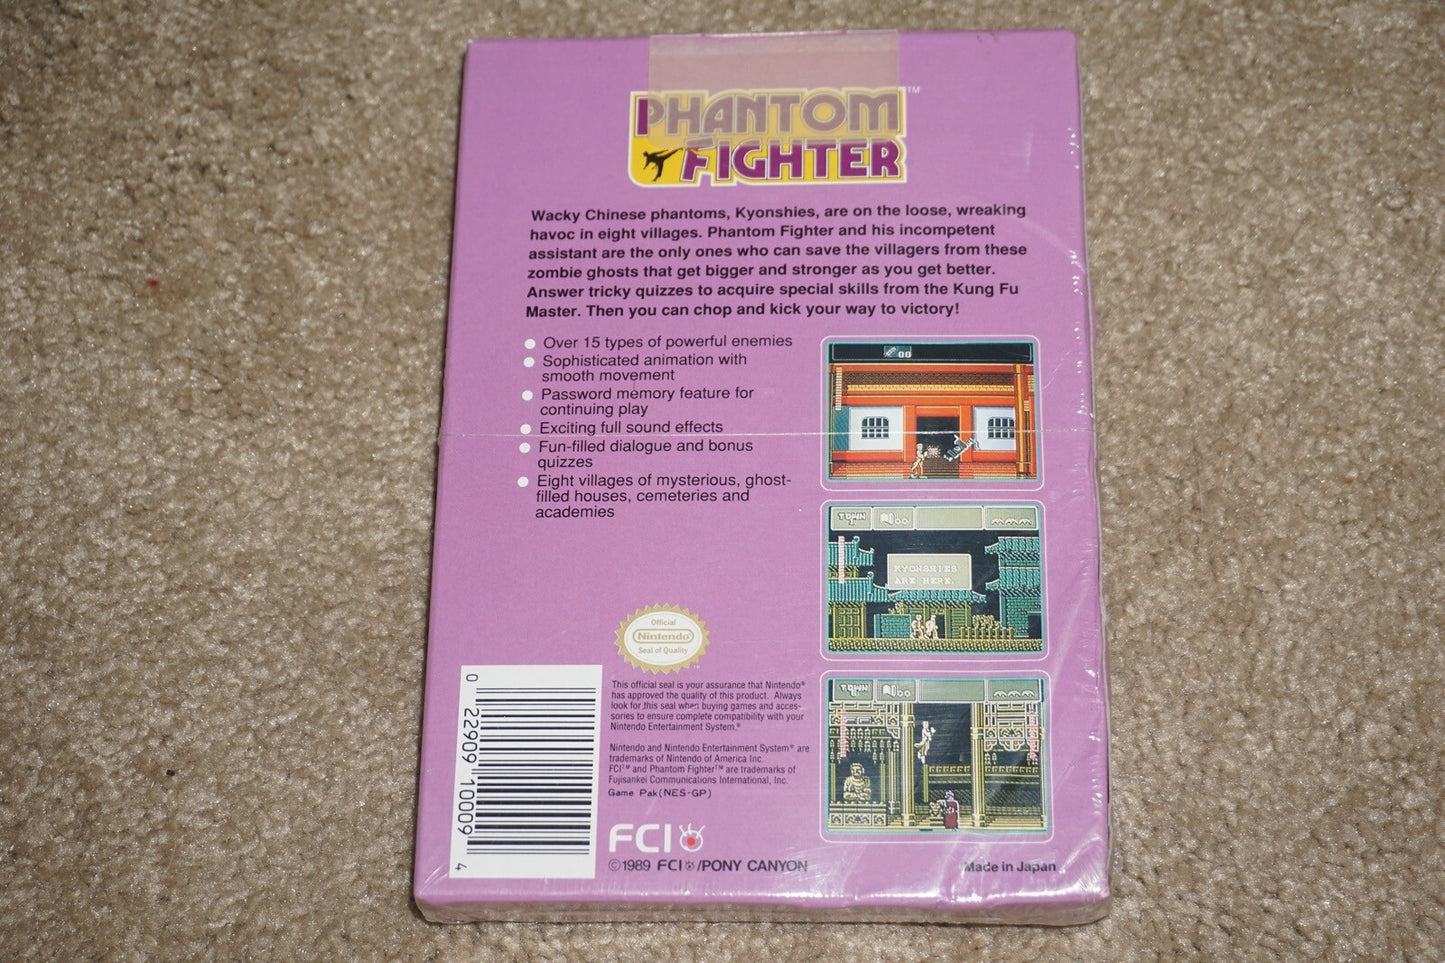 PHANTOM™
FIGHTER
Wacky Chinese phantoms, Kyonshies, are on the loose, wreaking
havoc in eight villages. Phantom Fighter and his incompetent
assistant are the only ones who can save the villagers from these
zombie ghosts that get bigger and stronger as you get better.
Answer tricky quizzes to acquire special skills from the Kung Fu
Master. Then you can chop and kick your way to victory!
● Over 15 types of powerful enemies
● Sophisticated animation with
smooth movement
● Password memory feature for
continuing play
● Exciting full sound effects
● Fun-filled dialogue and bonus
quizzes
● Eight villages of mysterious, ghost-
filled houses, cemeteries and
academies
00
TOWN
00
KYONSHIES
ARE HERE.
TOWN
00
Official
Nintendo
Seal of Quality
™
This official seal is your assurance that Nintendo®
has approved the quality of this product. Always
look for this seal when buying games and acces-
sories to ensure complete compatibility with your
Nintendo Entertainment System.®
Nintendo and Nintendo Entertainment System® are
trademarks of Nintendo of America Inc.
FCI™ and Phantom Fighter™ are trademarks of
Fujisankei Communications International, Inc.
Game Pak(NES-GP)
0 22909 10009 4
FCI
©1989 FCI/PONY CANYON
Made in Japan